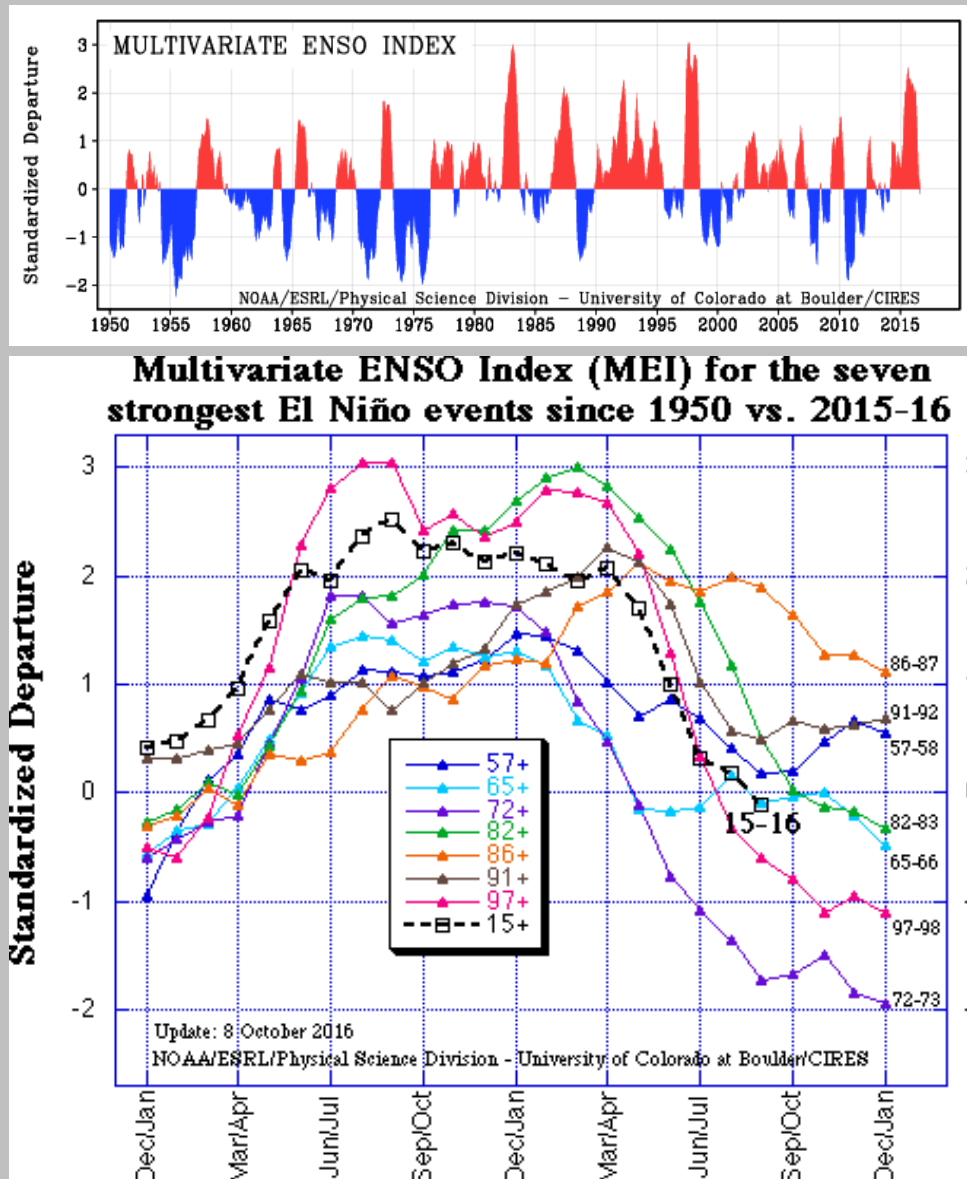 MULTIVARIATE ENSO INDEX
Standardized Departure
3
2
1
0
−1
−2
NOAA/ESRL/Physical Science Division − University of Colorado at Boulder/CIRES
1950 1955 1960 1965 1970 1975 1980 1985 1990 1995 2000 2005 2010 2015
Multivariate ENSO Index (MEI) for the seven
strongest El Niño events since 1950 vs. 2015-16
Standardized Departure
3
2
1
0
-1
-2
57+
65+
72+
82+
86+
91+
97+
15+
15-16
86-87
91-92
57-58
82-83
65-66
97-98
72-73
Update: 8 October 2016
NOAA/ESRL/Physical Science Division - University of Colorado at Boulder/CIRES
Dec/Jan Mar/Apr Jun/Jul Sep/Oct Dec/Jan Mar/Apr Jun/Jul Sep/Oct Dec/Jan